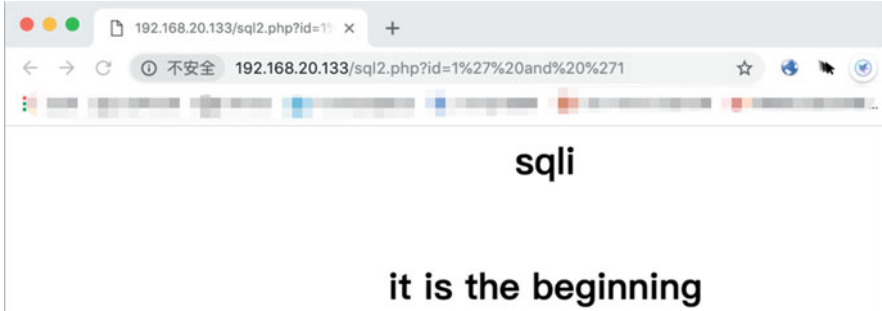 192.168.20.133/sql2.php?id=1
不安全 192.168.20.133/sql2.php?id=1%27%20and%20%271
sqli
it is the beginning